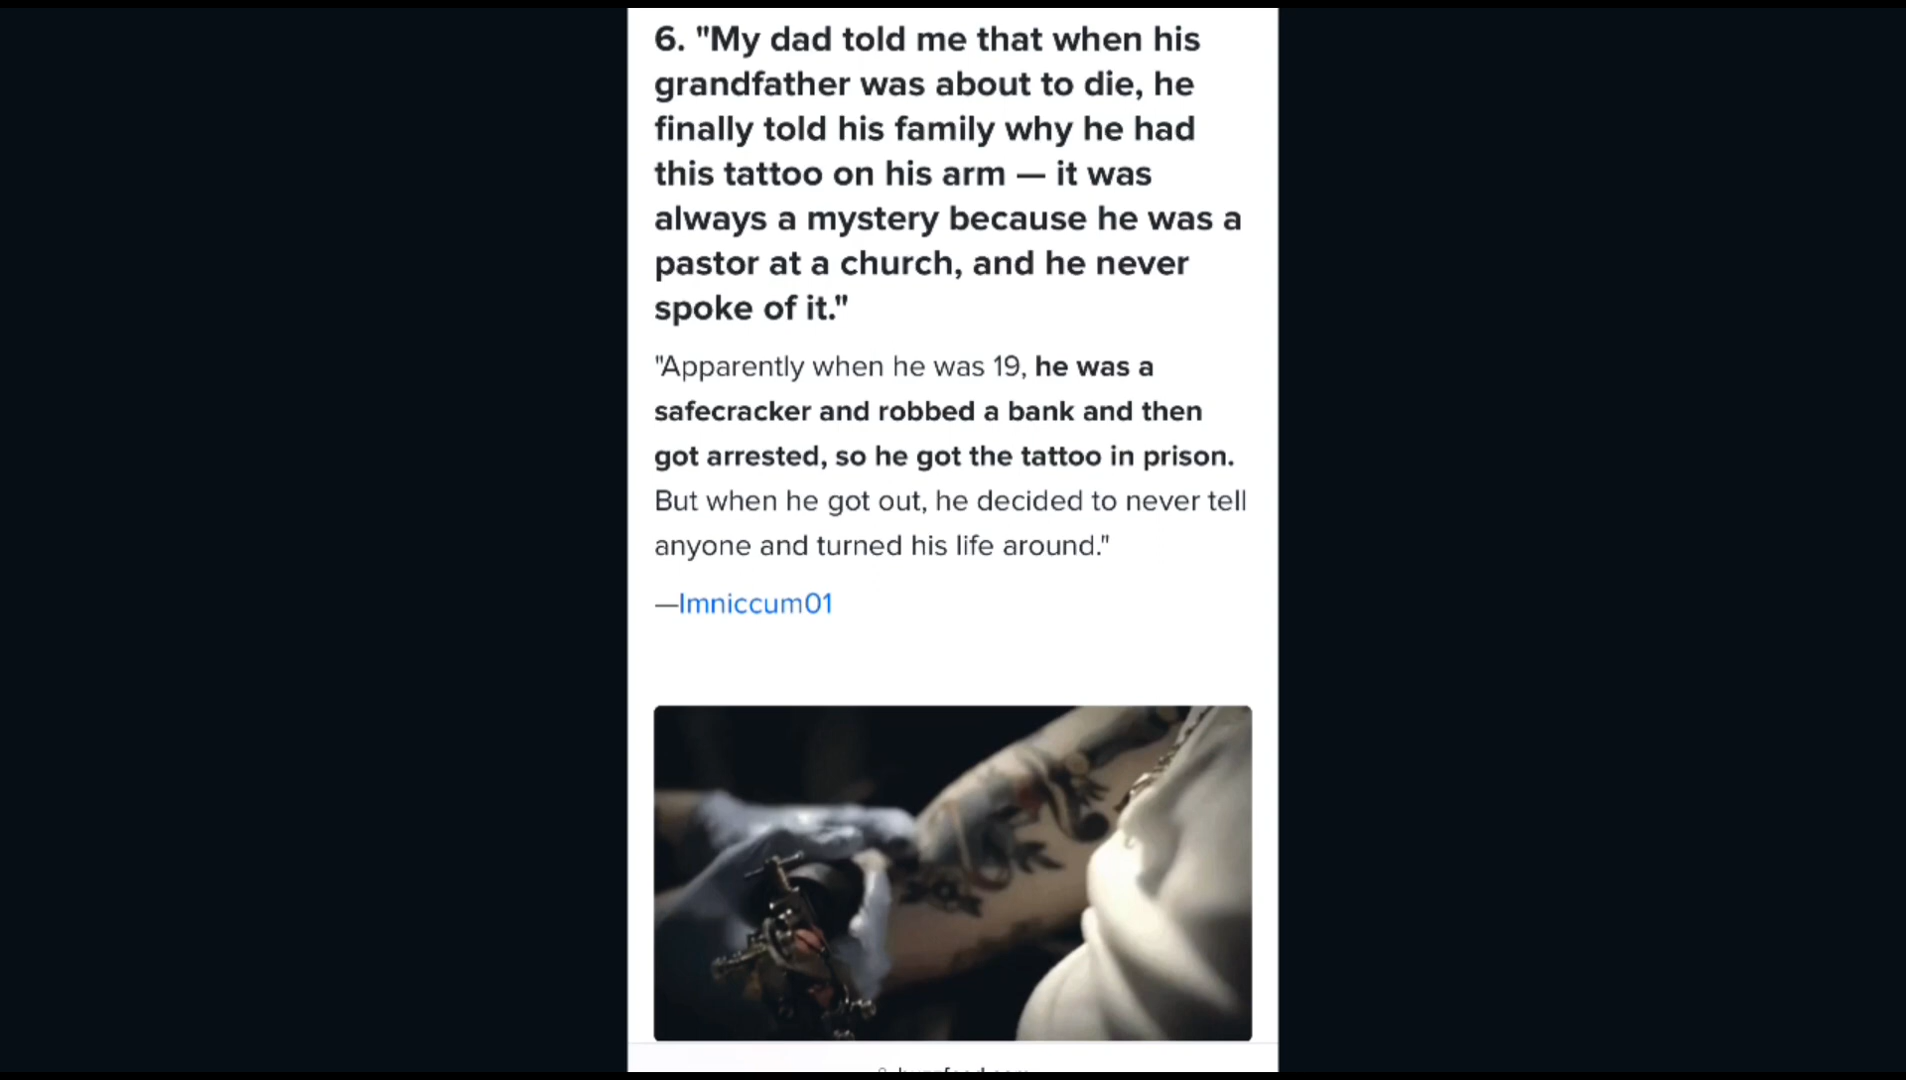 6. "My dad told me that when his
grandfather was about to die, he
finally told his family why he had
this tattoo on his arm — it was
always a mystery because he was a
pastor at a church, and he never
spoke of it."
"Apparently when he was 19, he was a
safecracker and robbed a bank and then
got arrested, so he got the tattoo in prison.
But when he got out, he decided to never tell
anyone and turned his life around."
—lmniccum01